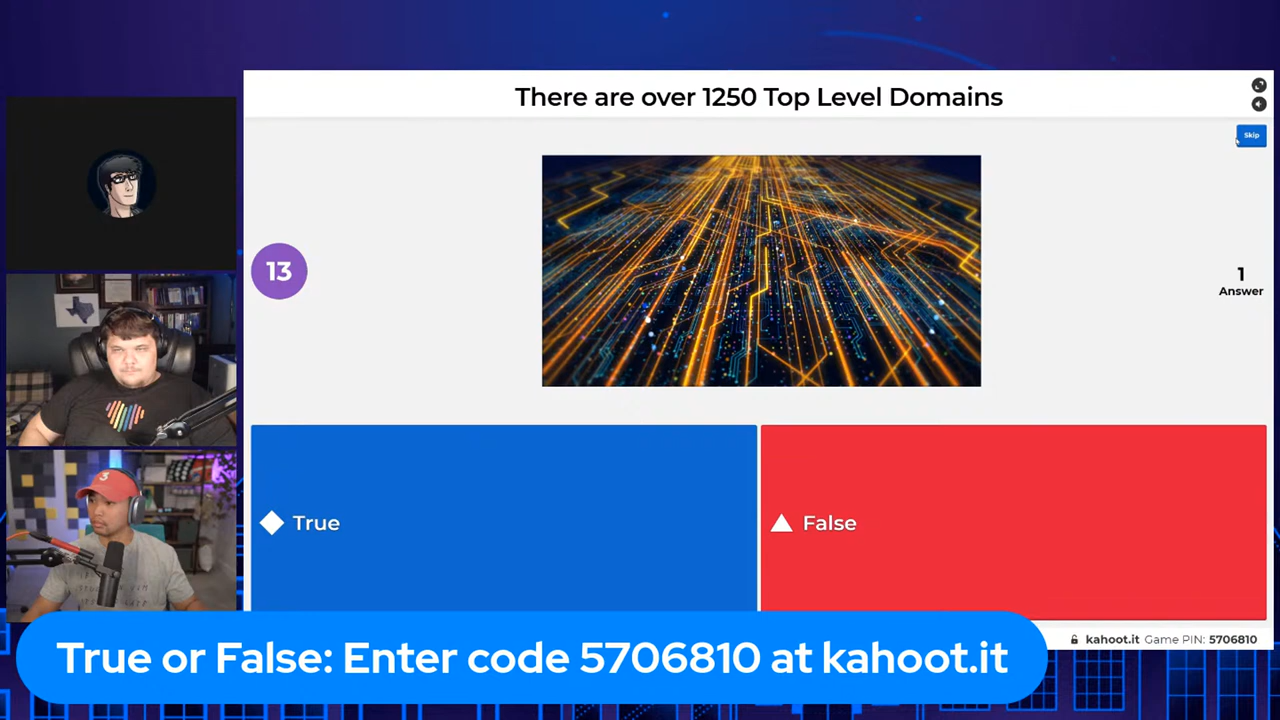 There are over 1250 Top Level Domains
Skip
13
1
Answer
True
False
kahoot.it Game PIN: 5706810
True or False: Enter code 5706810 at kahoot.it